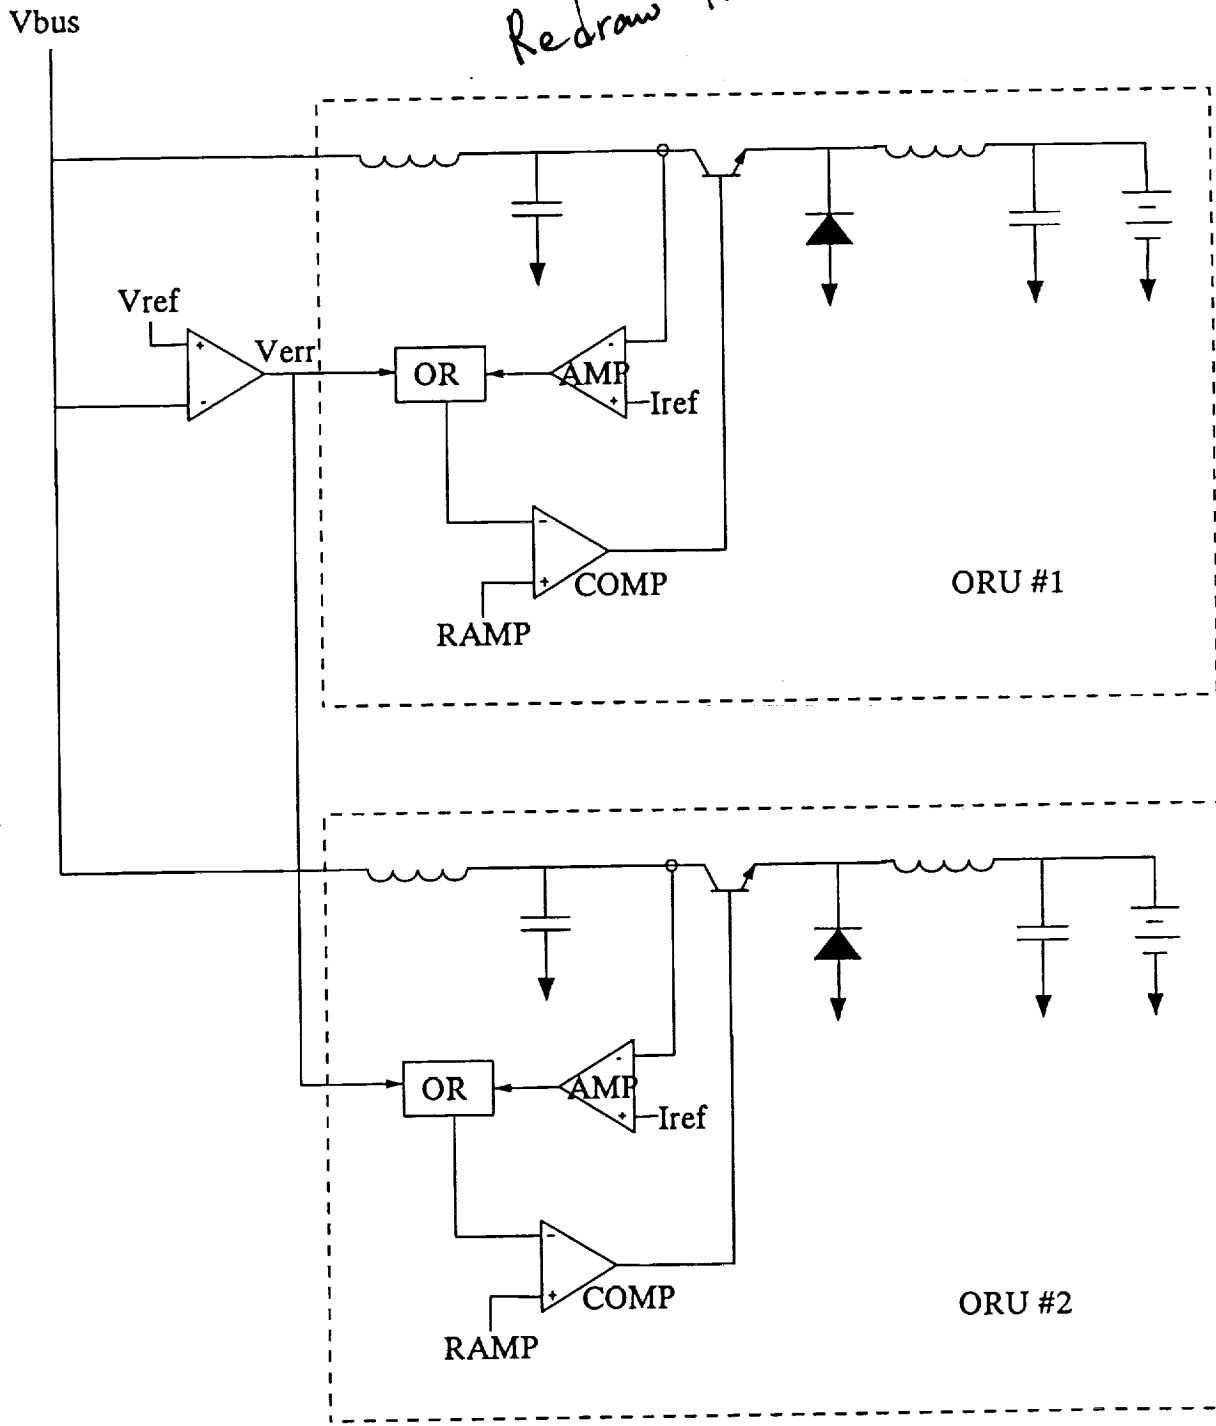 Vbus
Redraw
Vref
+
-
Verr
OR
AMP
-
+
Iref
-
+
COMP
RAMP
ORU #1
OR
AMP
-
+
Iref
-
+
COMP
RAMP
ORU #2